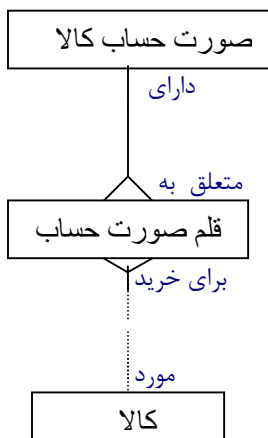 صورت حساب کالا
دارای
متعلق به
قلم صورت حساب
برای خرید
مورد
کالا